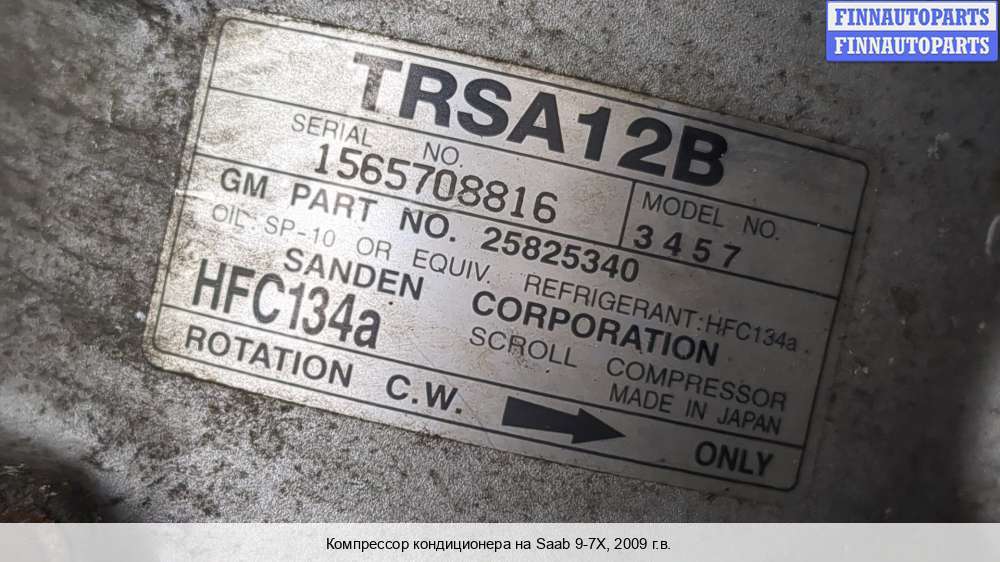 FINNAUTOPARTS
FINNAUTOPARTS
TRSA12B
SERIAL NO.
1565708816
MODEL NO.
3457
GM PART NO. 25825340
OIL: SP-10 OR EQUIV. REFRIGERANT: HFC134a
SANDEN CORPORATION
HFC134a
SCROLL COMPRESSOR
MADE IN JAPAN
ROTATION C.W.
ONLY
Компрессор кондиционера на Saab 9-7X, 2009 г.в.